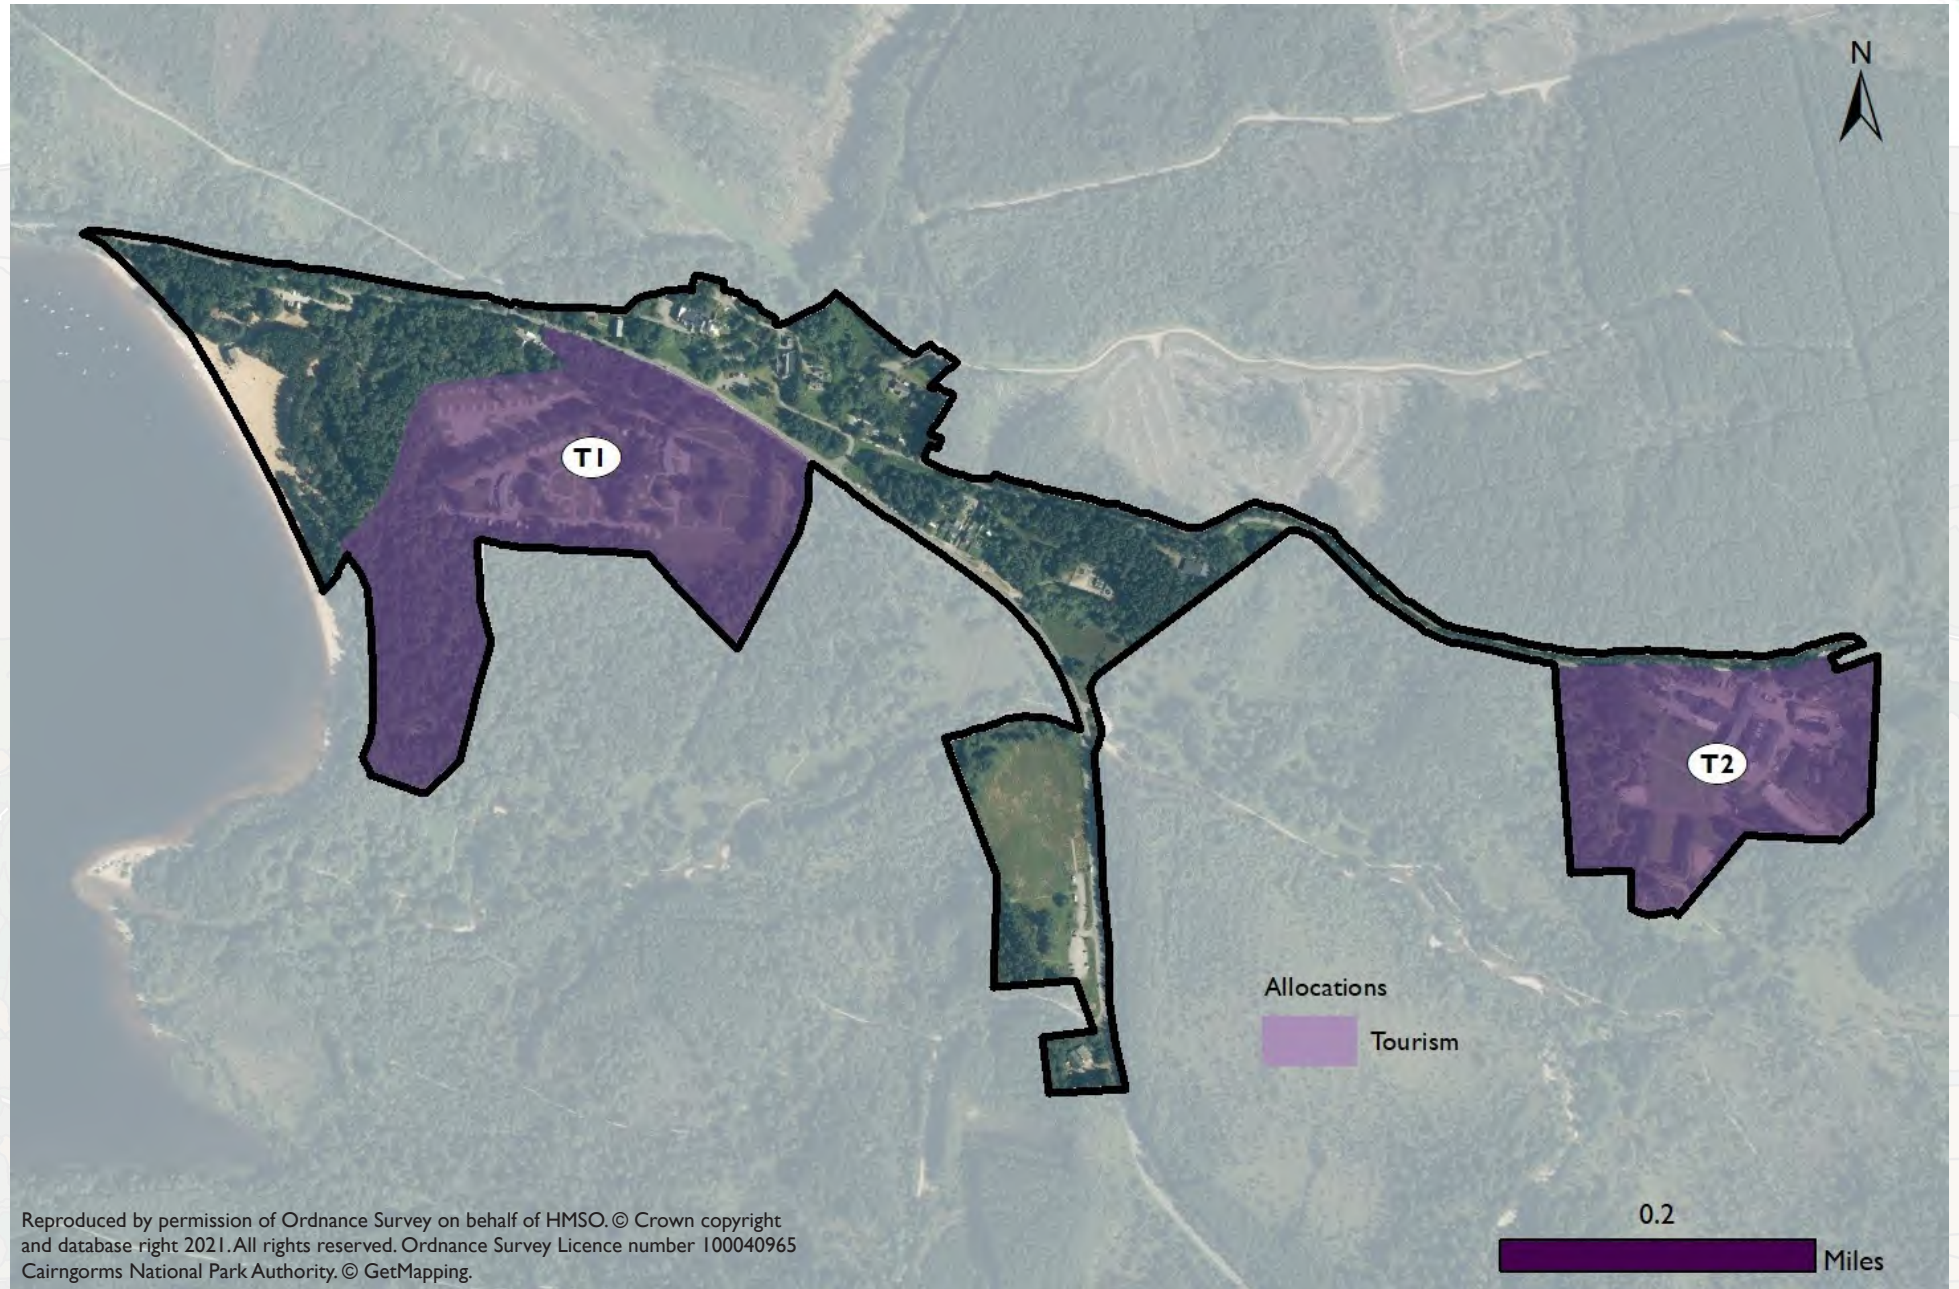 N
T1
T2
Allocations
Tourism
0.2
Miles
Reproduced by permission of Ordnance Survey on behalf of HMSO. © Crown copyright
and database right 2021. All rights reserved. Ordnance Survey Licence number 100040965
Cairngorms National Park Authority. © GetMapping.